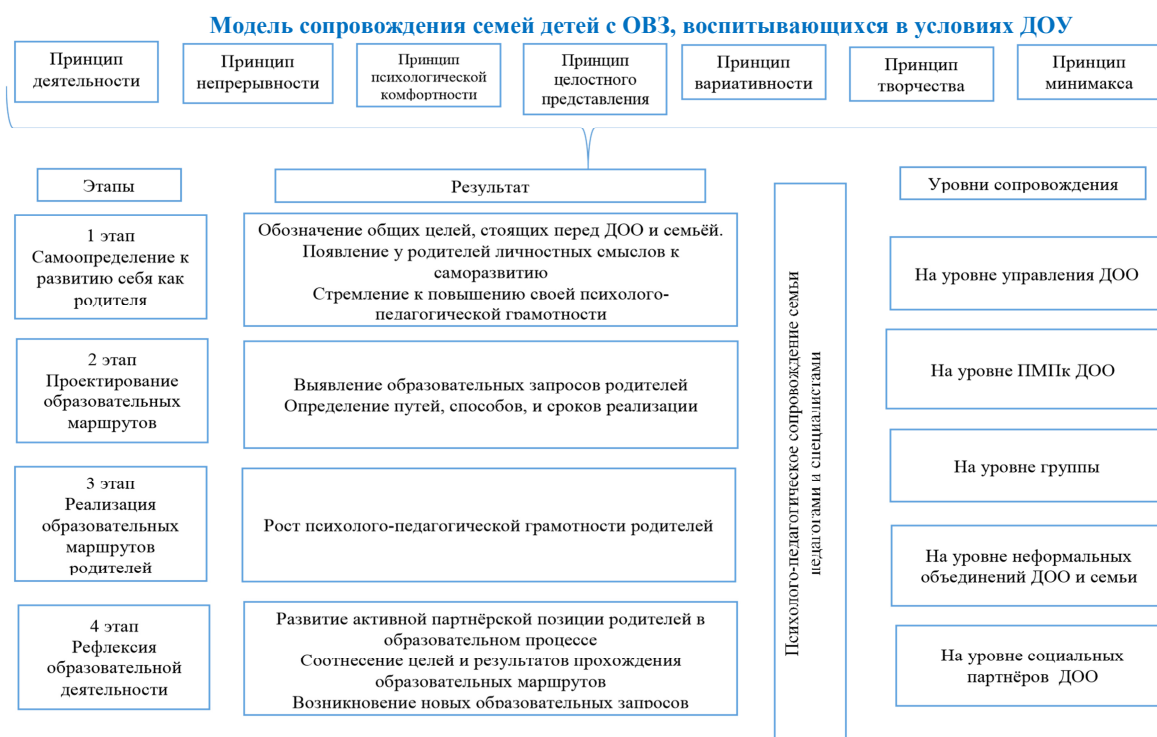 Модель сопровождения семей детей с ОВЗ, воспитывающихся в условиях ДОУ
Принцип
деятельности
Принцип
непрерывности
Принцип
психологической
комфортности
Принцип
целостного
представления
Принцип
вариативности
Принцип
творчества
Принцип
минимакса
Этапы
Результат
Уровни сопровождения
1 этап
Самоопределение к
развитию себя как
родителя
Обозначение общих целей, стоящих перед ДОО и семьёй.
Появление у родителей личностных смыслов к
саморазвитию
Стремление к повышению своей психолого-
педагогической грамотности
2 этап
Проектирование
образовательных
маршрутов
Выявление образовательных запросов родителей
Определение путей, способов, и сроков реализации
3 этап
Реализация
образовательных
маршрутов
родителей
Рост психолого-педагогической грамотности родителей
4 этап
Рефлексия
образовательной
деятельности
Развитие активной партнёрской позиции родителей в
образовательном процессе
Соотнесение целей и результатов прохождения
образовательных маршрутов
Возникновение новых образовательных запросов
Психолого-педагогическое сопровождение семьи
педагогами и специалистами
На уровне управления ДОО
На уровне ПМПк ДОО
На уровне группы
На уровне неформальных
объединений ДОО и семьи
На уровне социальных
партнёров ДОО